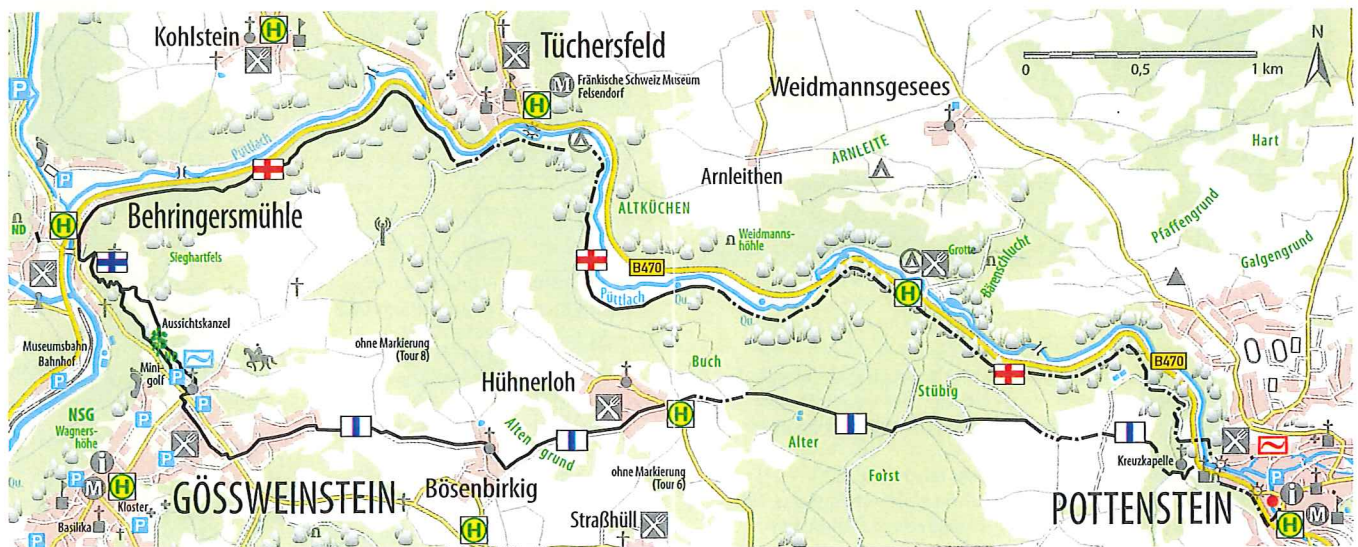 Kohlstein
Tüchersfeld
Fränkische Schweiz Museum
Felsendorf
Weidmannsgesees
N
0
0,5
1 km
P
H
H
M
Püttlach
ARNLEITE
Hart
P
Arnleithen
Pfaffengrund
H
ND
Behringersmühle
ALTKÜCHEN
Weidmanns-
höhle
Grotte
Bärenschlucht
Galgengrund
Sieghartfels
B470
Püttlach
Qu.
Qu.
H
Aussichtskanzel
Museumsbahn
Bahnhof
Mini-
golf
P
P
P
ohne Markierung
(Tour 8)
Hühnerloh
Buch
Stübig
B470
NSG
Wagners-
höhe
P
H
Alten
grund
Alter
Forst
Kreuzkapelle
i
M
H
P
Qu.
Kloster
Basilika
P
P
GÖSSWEINSTEIN
Bösenbirkig
H
ohne Markierung
(Tour 6)
Straßhüll
POTTENSTEIN
i
M
H